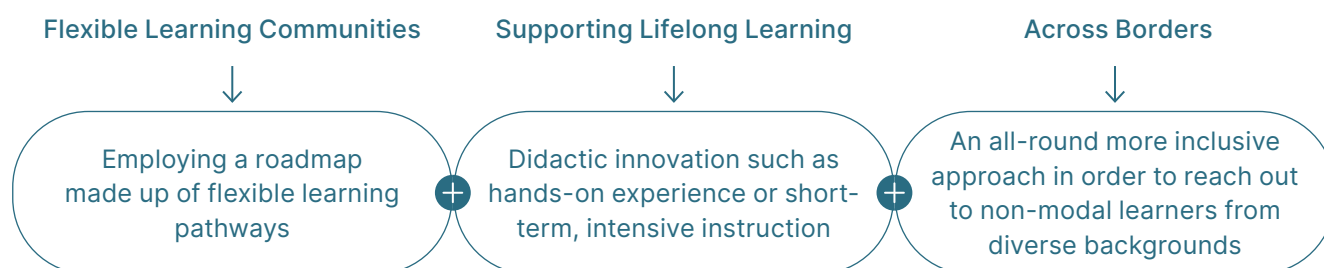 Flexible Learning Communities
Supporting Lifelong Learning
Across Borders
Employing a roadmap
made up of flexible learning
pathways
Didactic innovation such as
hands-on experience or short-
term, intensive instruction
An all-round more inclusive
approach in order to reach out
to non-modal learners from
diverse backgrounds